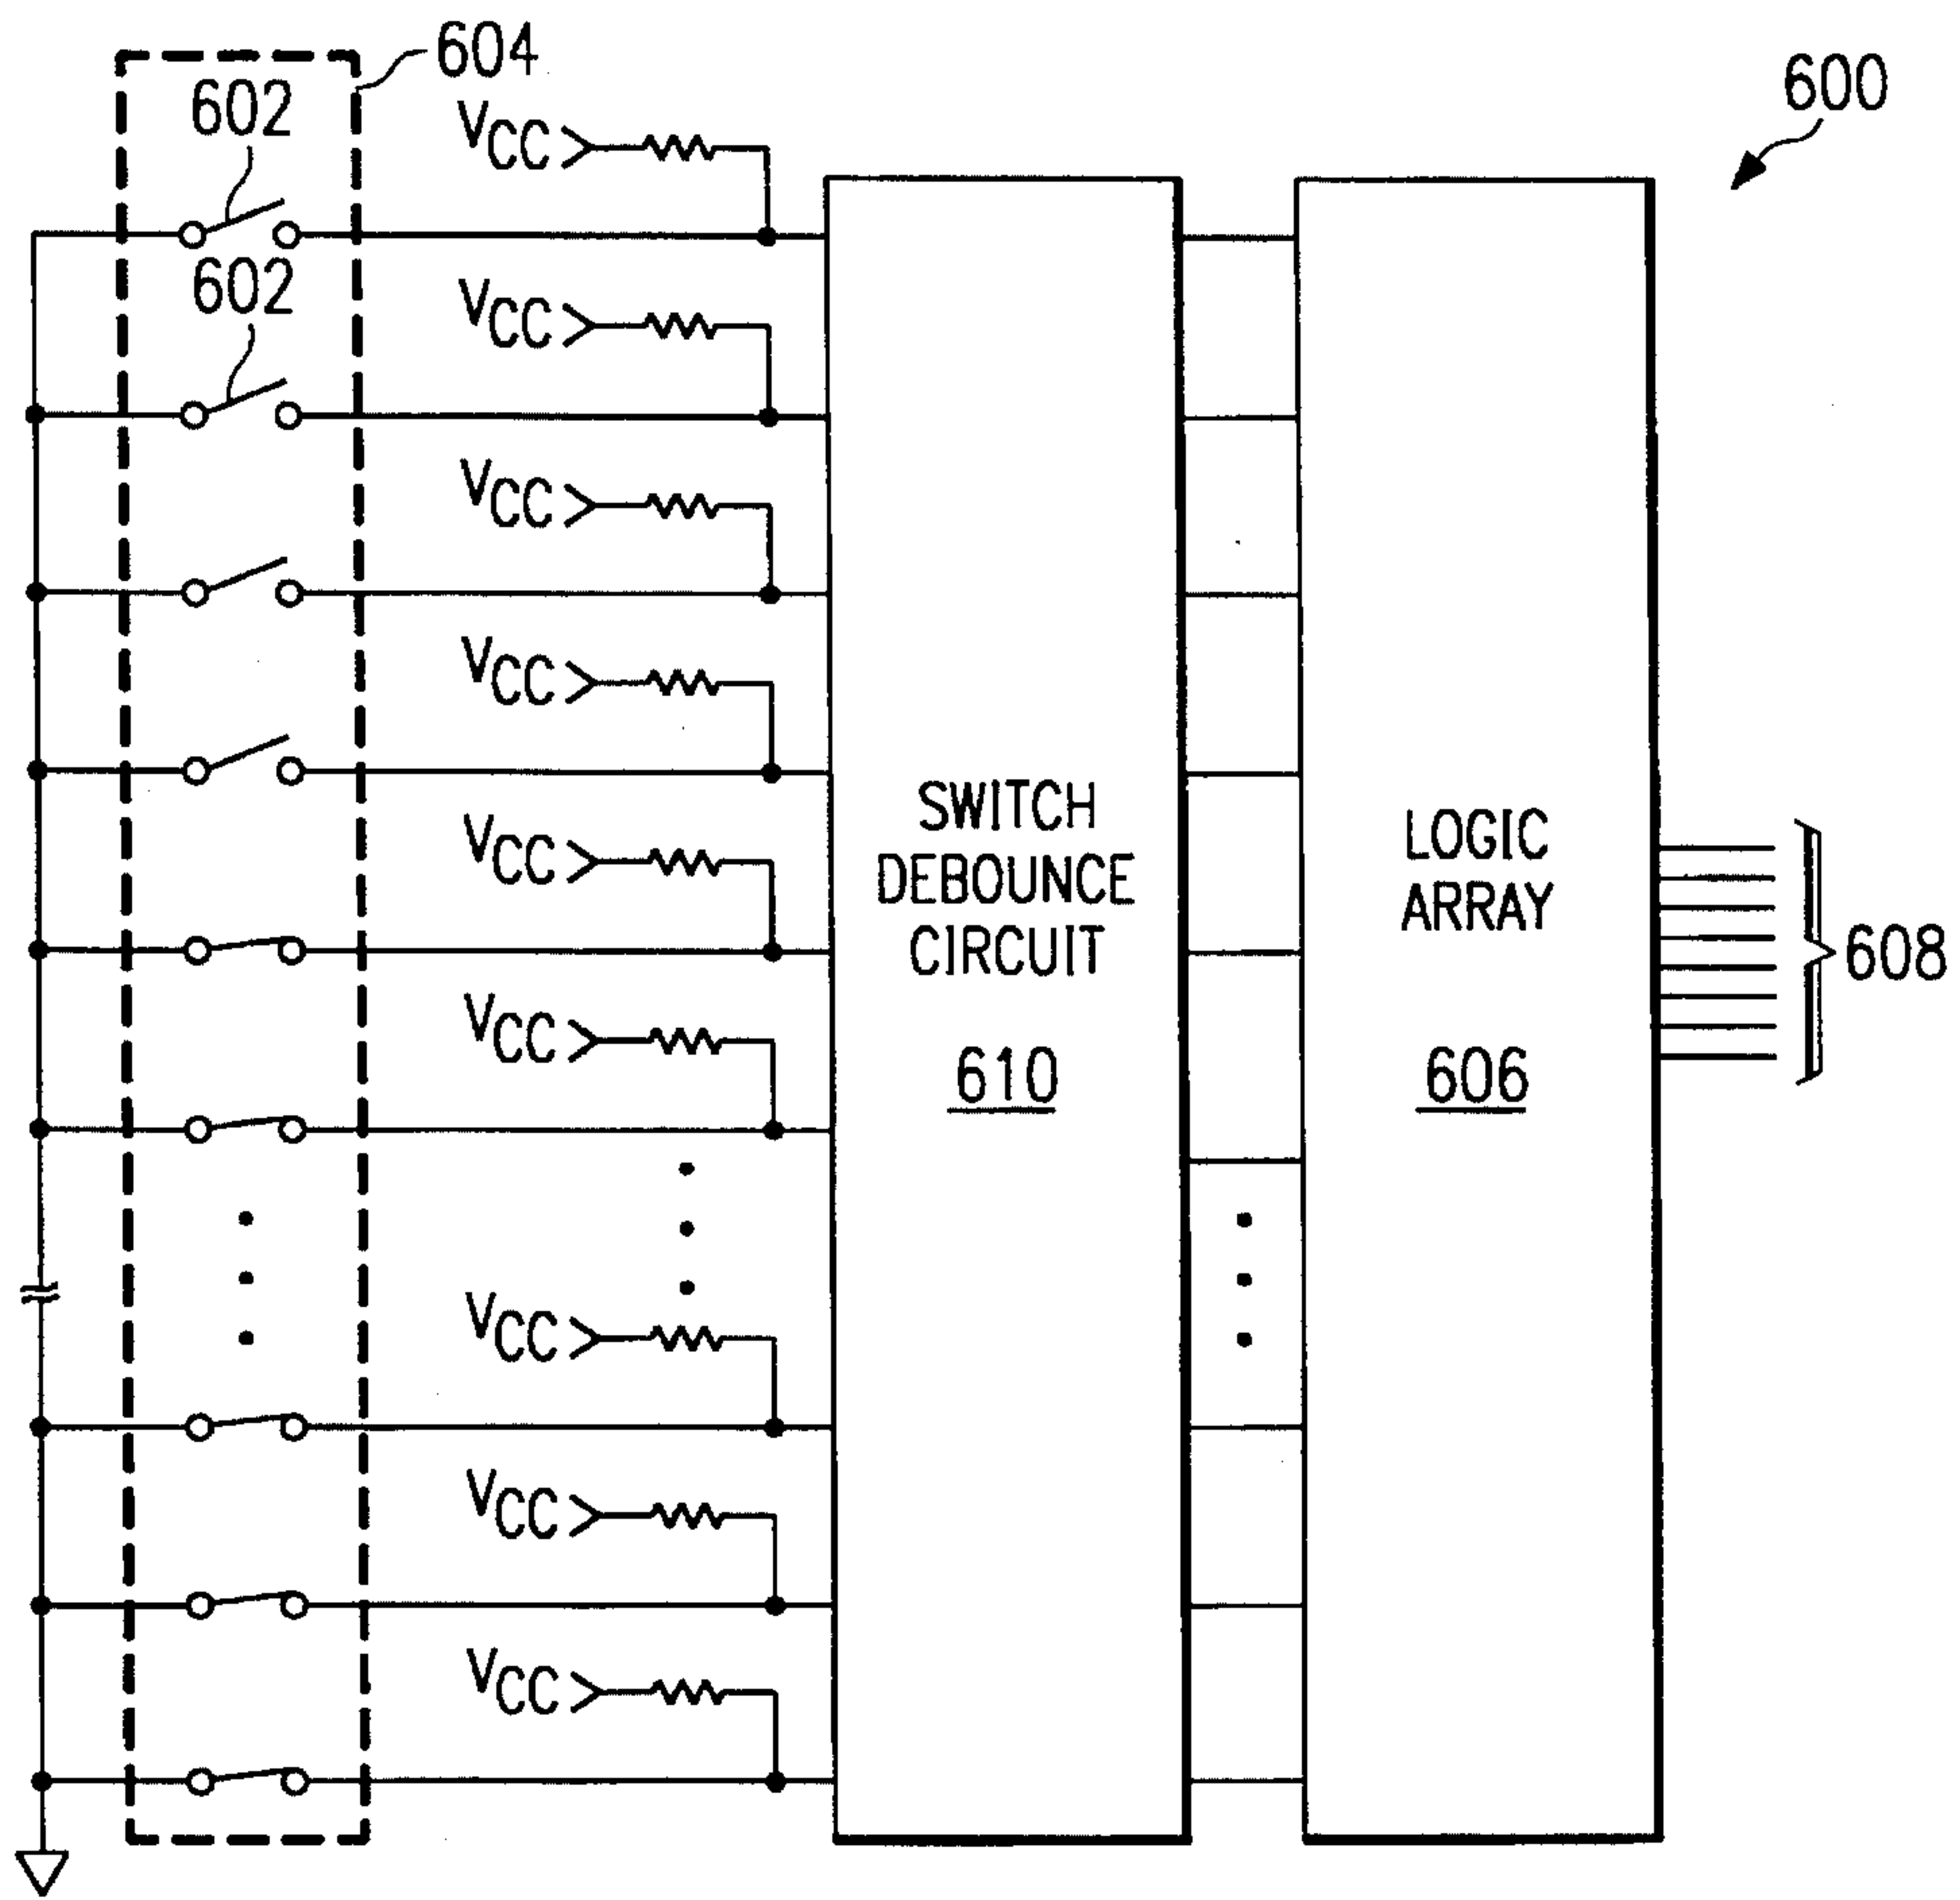 604
600
602
VCC
602
VCC
VCC
VCC
VCC
VCC
VCC
VCC
VCC
SWITCH
DEBOUNCE
CIRCUIT
610
LOGIC
ARRAY
606
608